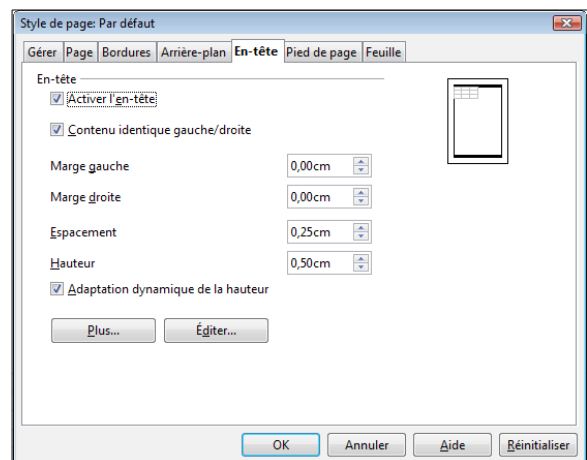 Style de page: Par défaut
Gérer Page Bordures Arrière-plan En-tête Pied de page Feuille
En-tête
Activer l'en-tête
Contenu identique gauche/droite
Marge gauche 0,00cm
Marge droite 0,00cm
Espacement 0,25cm
Hauteur 0,50cm
Adaptation dynamique de la hauteur
Plus... Éditer...
OK Annuler Aide Réinitialiser